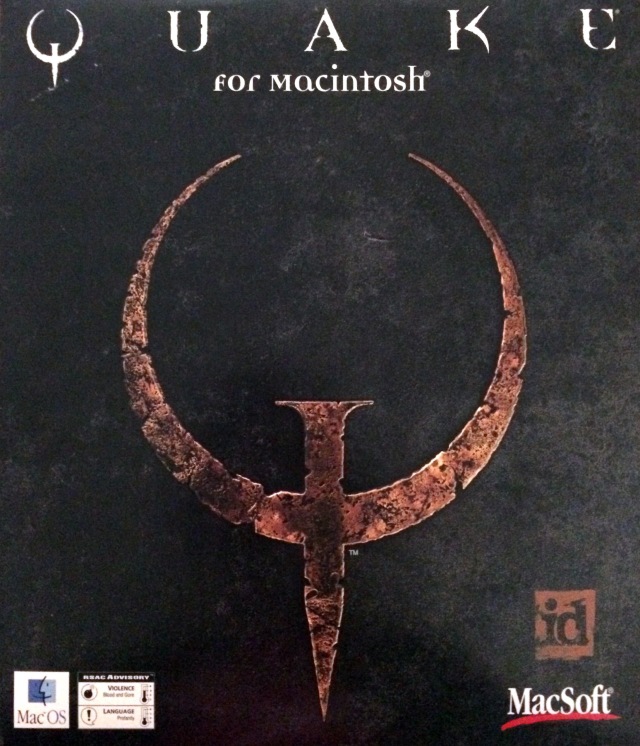 QUAKE®
for Macintosh®
TM
id
Mac OS
RSAC ADVISORY
VIOLENCE
Blood and Gore
LANGUAGE
Profanity
MacSoft®